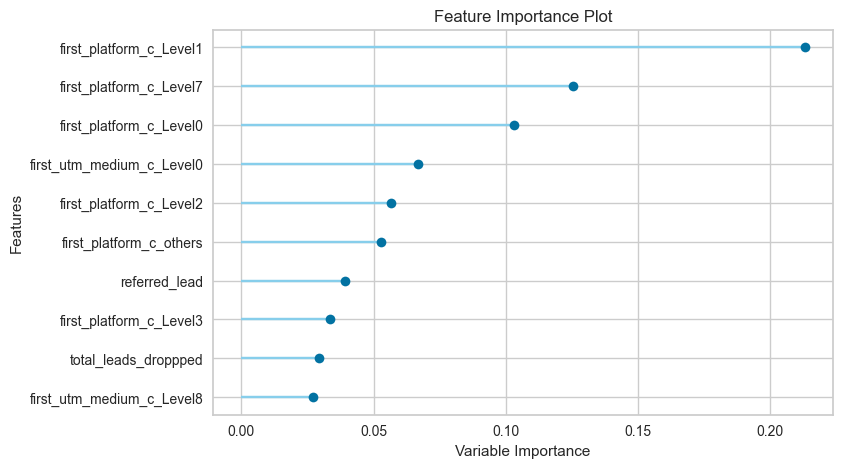 Feature Importance Plot
first_platform_c_Level1
first_platform_c_Level7
first_platform_c_Level0
first_utm_medium_c_Level0
first_platform_c_Level2
first_platform_c_others
referred_lead
first_platform_c_Level3
total_leads_droppped
first_utm_medium_c_Level8
Features
0.00 0.05 0.10 0.15 0.20
Variable Importance